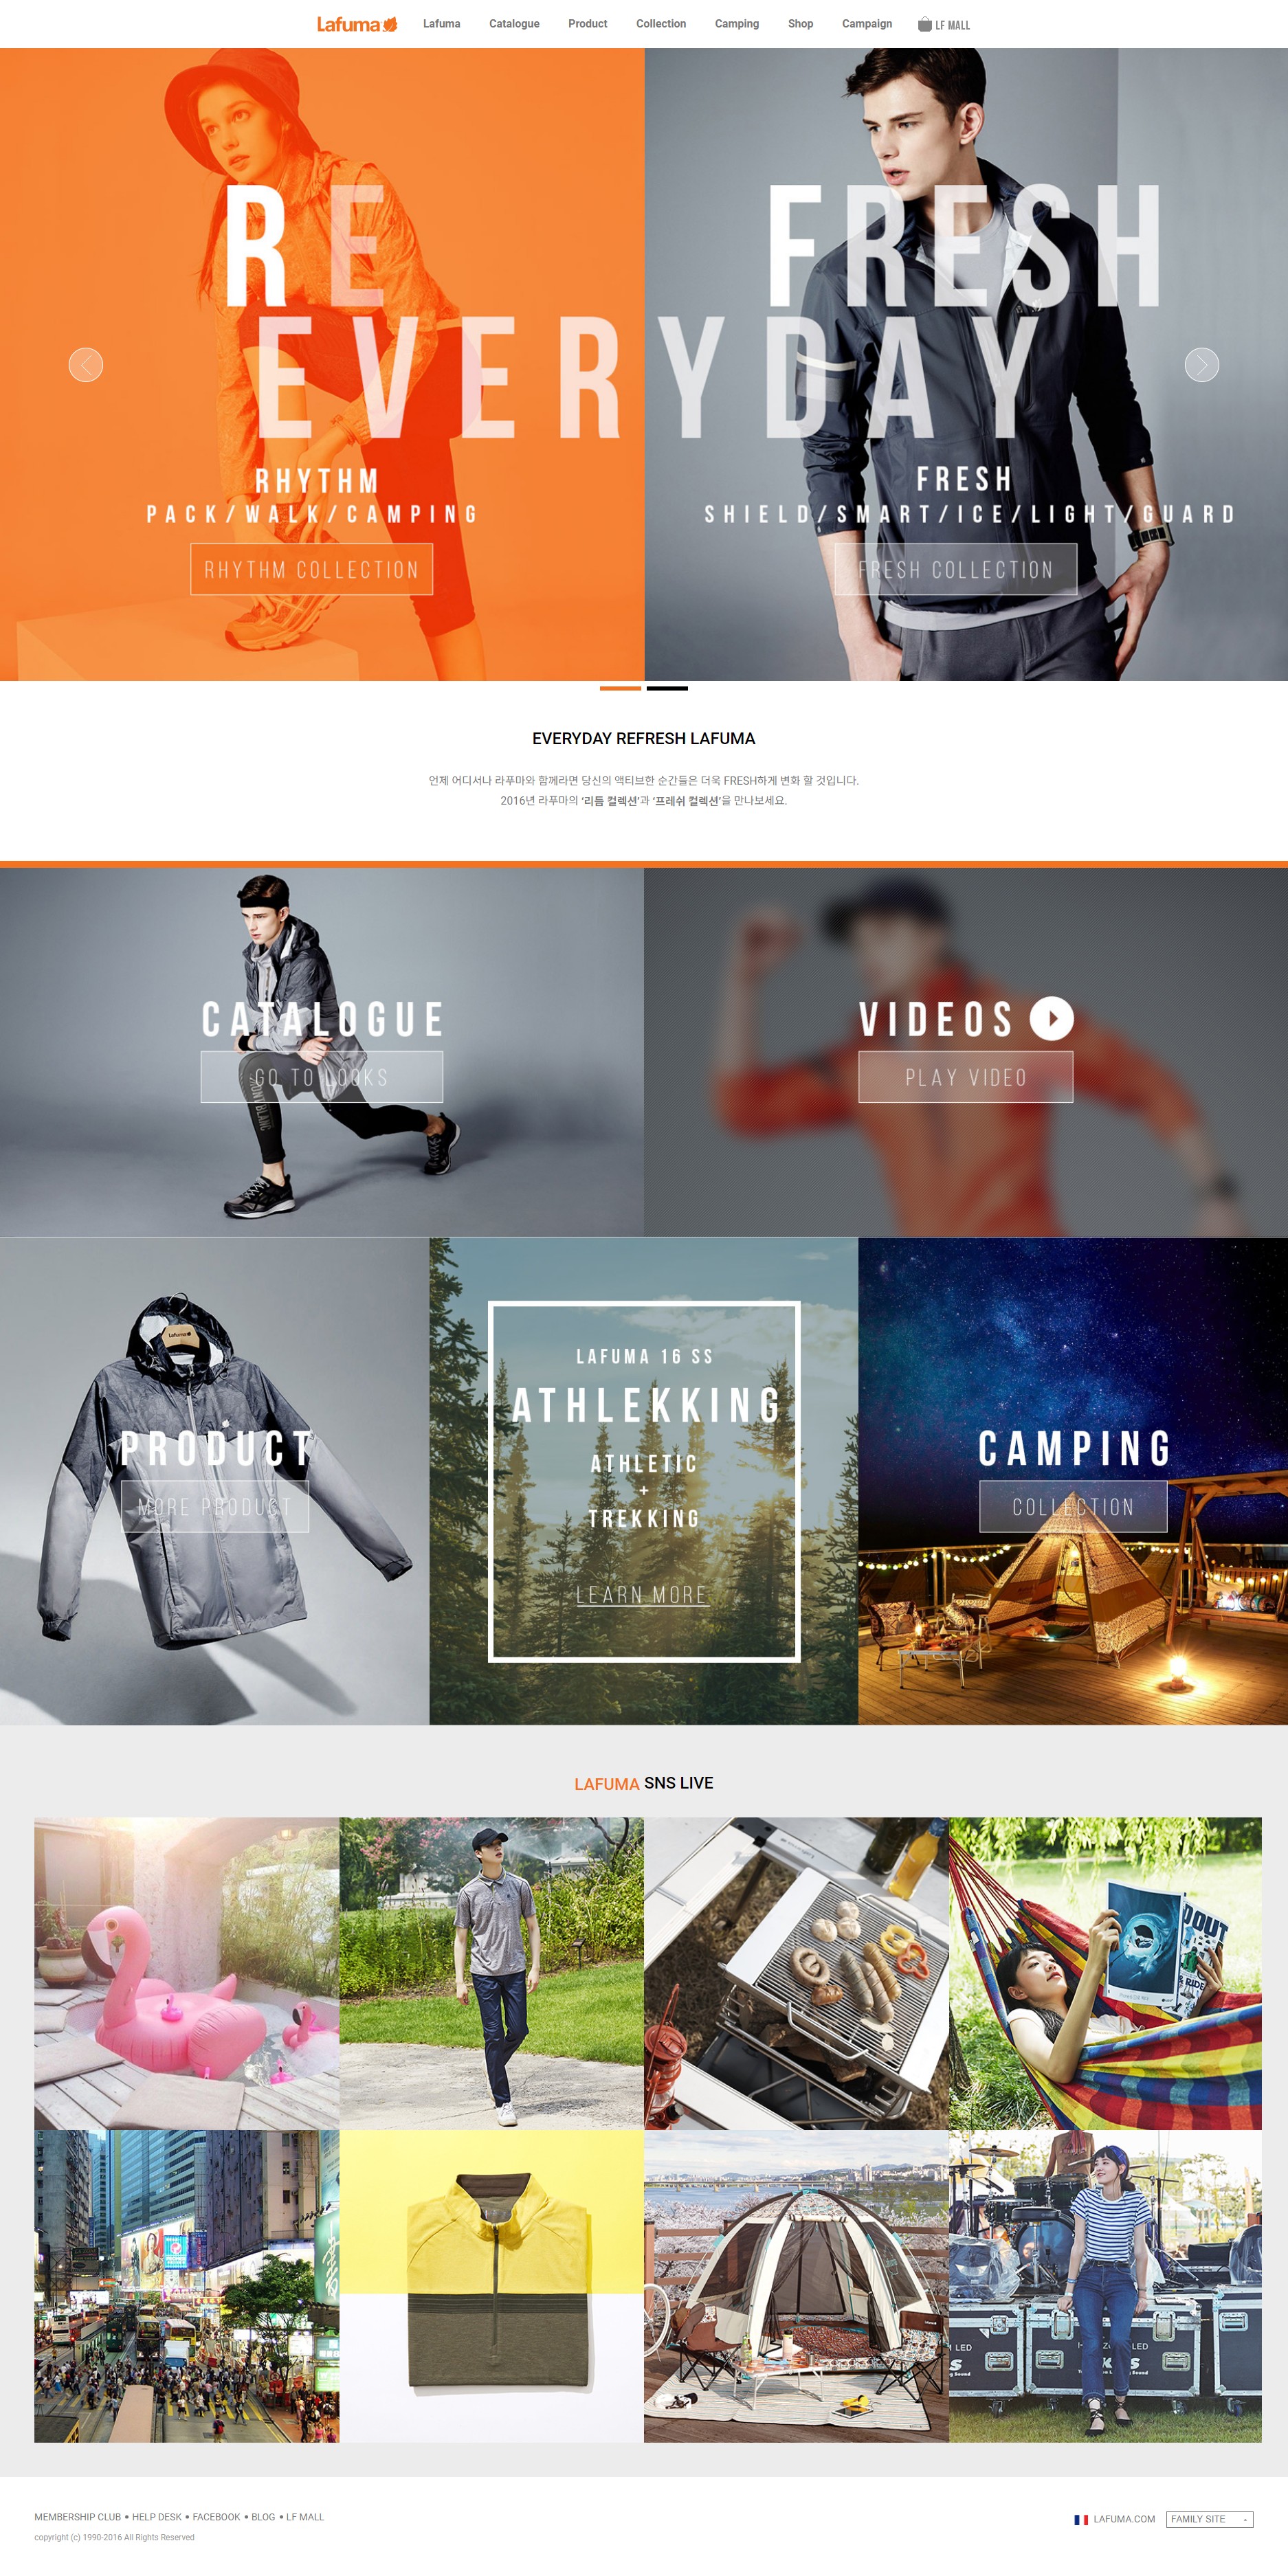 Lafuma
Lafuma Catalogue Product Collection Camping Shop Campaign LF MALL
RE FRESH
EVERYDAY
RHYTHM
PACK/WALK/CAMPING
RHYTHM COLLECTION
FRESH
SHIELD/SMART/ICE/LIGHT/GUARD
FRESH COLLECTION
EVERYDAY REFRESH LAFUMA
언제 어디서나 라푸마와 함께라면 당신의 액티브한 순간들은 더욱 FRESH하게 변화 할 것입니다.
2016년 라푸마의 '리듬 컬렉션'과 '프레쉬 컬렉션'을 만나보세요.
CATALOGUE
GO TO LOOKS
MONT BLANC
VIDEOS
PLAY VIDEO
Lafuma
PRODUCT
MORE PRODUCT
LAFUMA 16 SS
ATHLEKKING
ATHLETIC
+
TREKKING
LEARN MORE
CAMPING
COLLECTION
LAFUMA SNS LIVE
OUT
RIDE
LED
LED
MEMBERSHIP CLUB • HELP DESK • FACEBOOK • BLOG • LF MALL
copyright (c) 1990-2016 All Rights Reserved
LAFUMA.COM
FAMILY SITE -